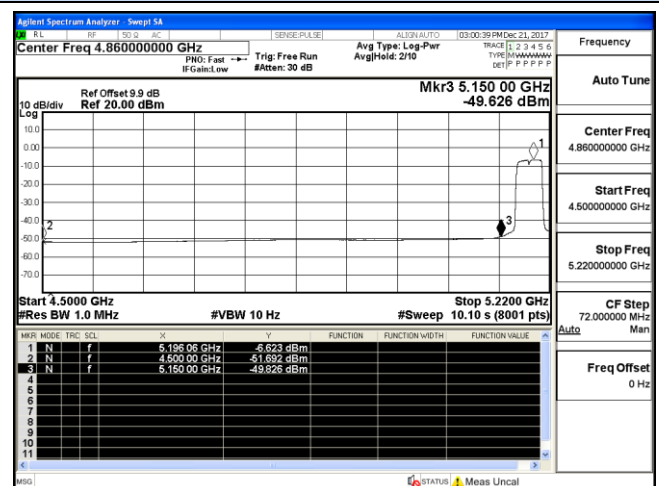 Agilent Spectrum Analyzer - Swept SA
RL RF 50 Ω AC SENSE:PULSE ALIGN AUTO 03:00:39 PM Dec 21, 2017
Center Freq 4.860000000 GHz
PNO: Fast
IFGain:Low
Trig: Free Run
#Atten: 30 dB
Avg Type: Log-Pwr
Avg|Hold: 2/10
TRACE 1 2 3 4 5 6
TYPE M W W W W W
DET P P P P P P
Ref Offset 9.9 dB
Ref 20.00 dBm
10 dB/div
Log
Mkr3 5.150 00 GHz
-49.626 dBm
10.0
0.00
-10.0
-20.0
-30.0
-40.0
-50.0
-60.0
-70.0
1
2
3
Start 4.5000 GHz
Stop 5.2200 GHz
#Res BW 1.0 MHz
#VBW 10 Hz
#Sweep 10.10 s (8001 pts)
MKR MODE TRC SCL X Y FUNCTION FUNCTION WIDTH FUNCTION VALUE
1 N f 5.196 06 GHz -6.623 dBm
2 N f 4.500 00 GHz -51.692 dBm
3 N f 5.150 00 GHz -49.826 dBm
4
5
6
7
8
9
10
11
MSG
STATUS
Meas Uncal
Frequency
Auto Tune
Center Freq
4.860000000 GHz
Start Freq
4.500000000 GHz
Stop Freq
5.220000000 GHz
CF Step
72.000000 MHz
Auto Man
Freq Offset
0 Hz